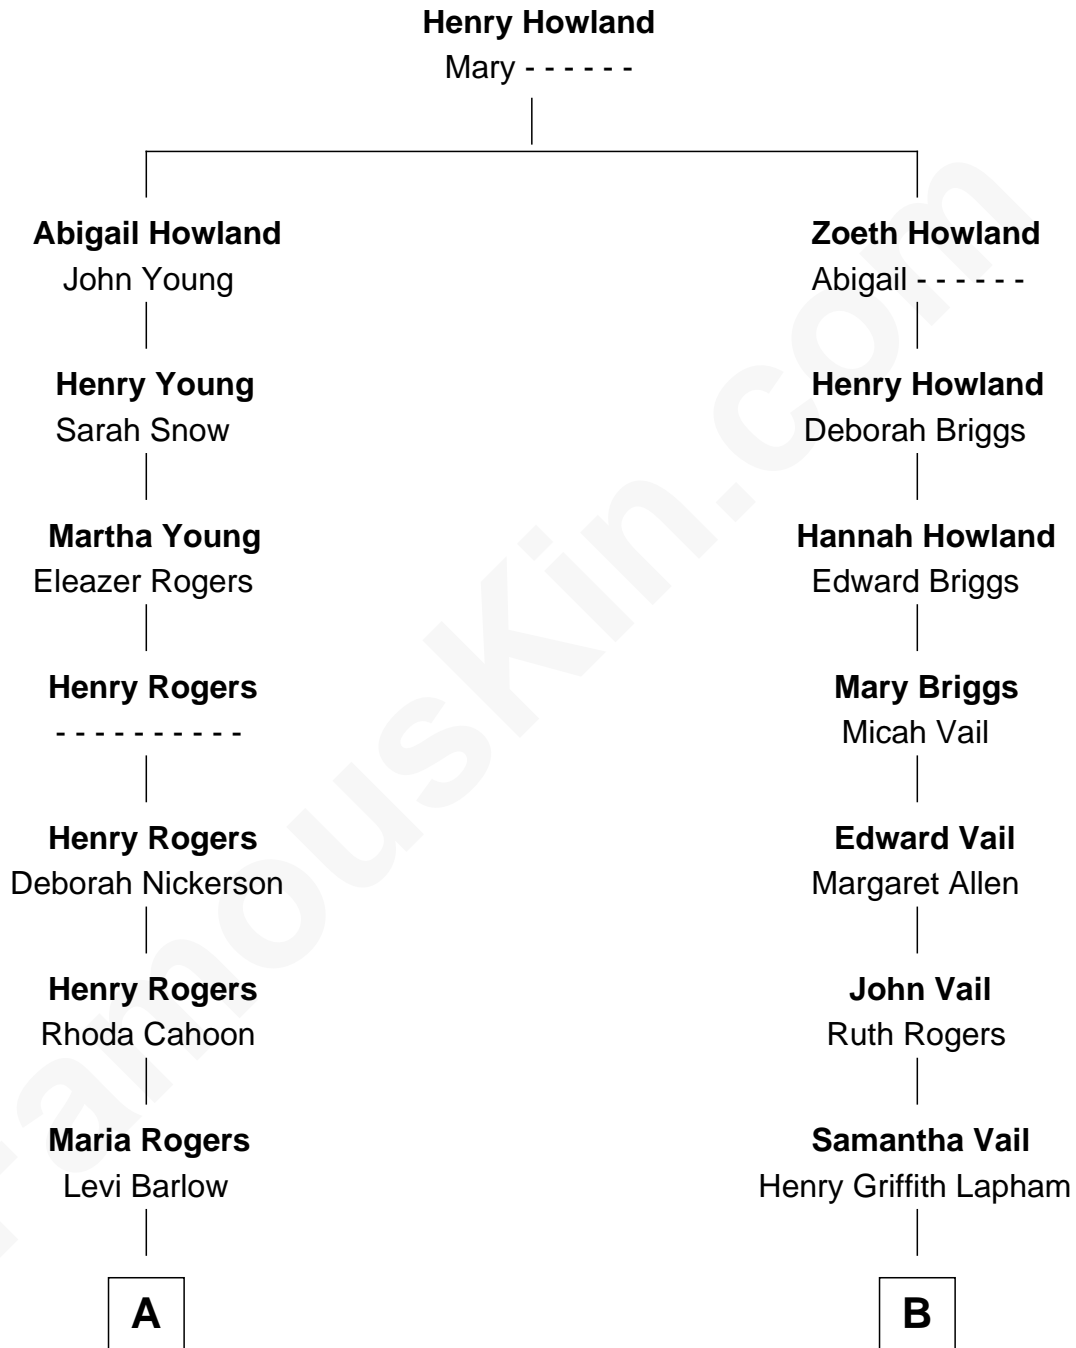 Henry Howland
Mary - - - - - -
Abigail Howland
John Young
Henry Young
Sarah Snow
Martha Young
Eleazer Rogers
Henry Rogers
- - - - - - - - - -
Henry Rogers
Deborah Nickerson
Henry Rogers
Rhoda Cahoon
Maria Rogers
Levi Barlow
A
Zoeth Howland
Abigail - - - - - -
Henry Howland
Deborah Briggs
Hannah Howland
Edward Briggs
Mary Briggs
Micah Vail
Edward Vail
Margaret Allen
John Vail
Ruth Rogers
Samantha Vail
Henry Griffith Lapham
B
FamousKin.com